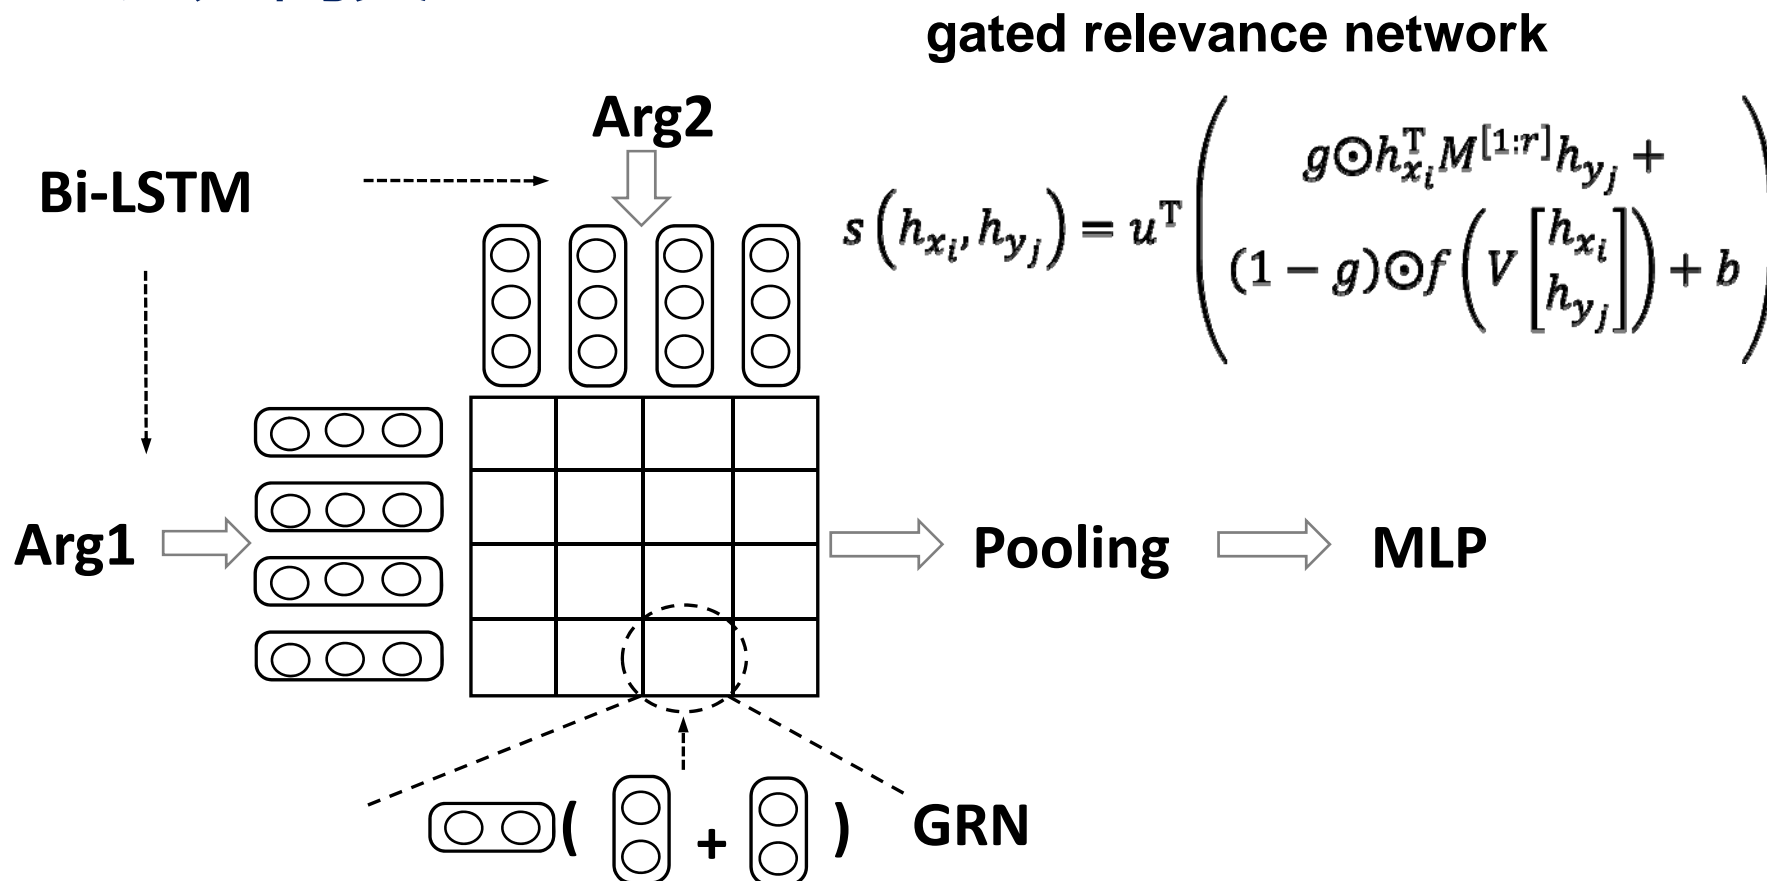 gated relevance network
Arg2
Bi-LSTM
s(h_{x_i}, h_{y_j}) = u^T ( g⊙h_{x_i}^T M^{[1:r]} h_{y_j} +
(1 − g)⊙f(V [h_{x_i} h_{y_j}]) + b )
Arg1
Pooling
MLP
( + )
GRN